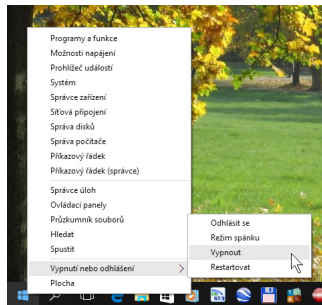 Programy a funkce
Možnosti napájení
Prohlížeč událostí
Systém
Správce zařízení
Síťová připojení
Správa disků
Správa počítače
Příkazový řádek
Příkazový řádek (správce)
Správce úloh
Ovládací panely
Průzkumník souborů
Hledat
Spustit
Vypnutí nebo odhlášení
Plocha
Odhlásit se
Režim spánku
Vypnout
Restartovat